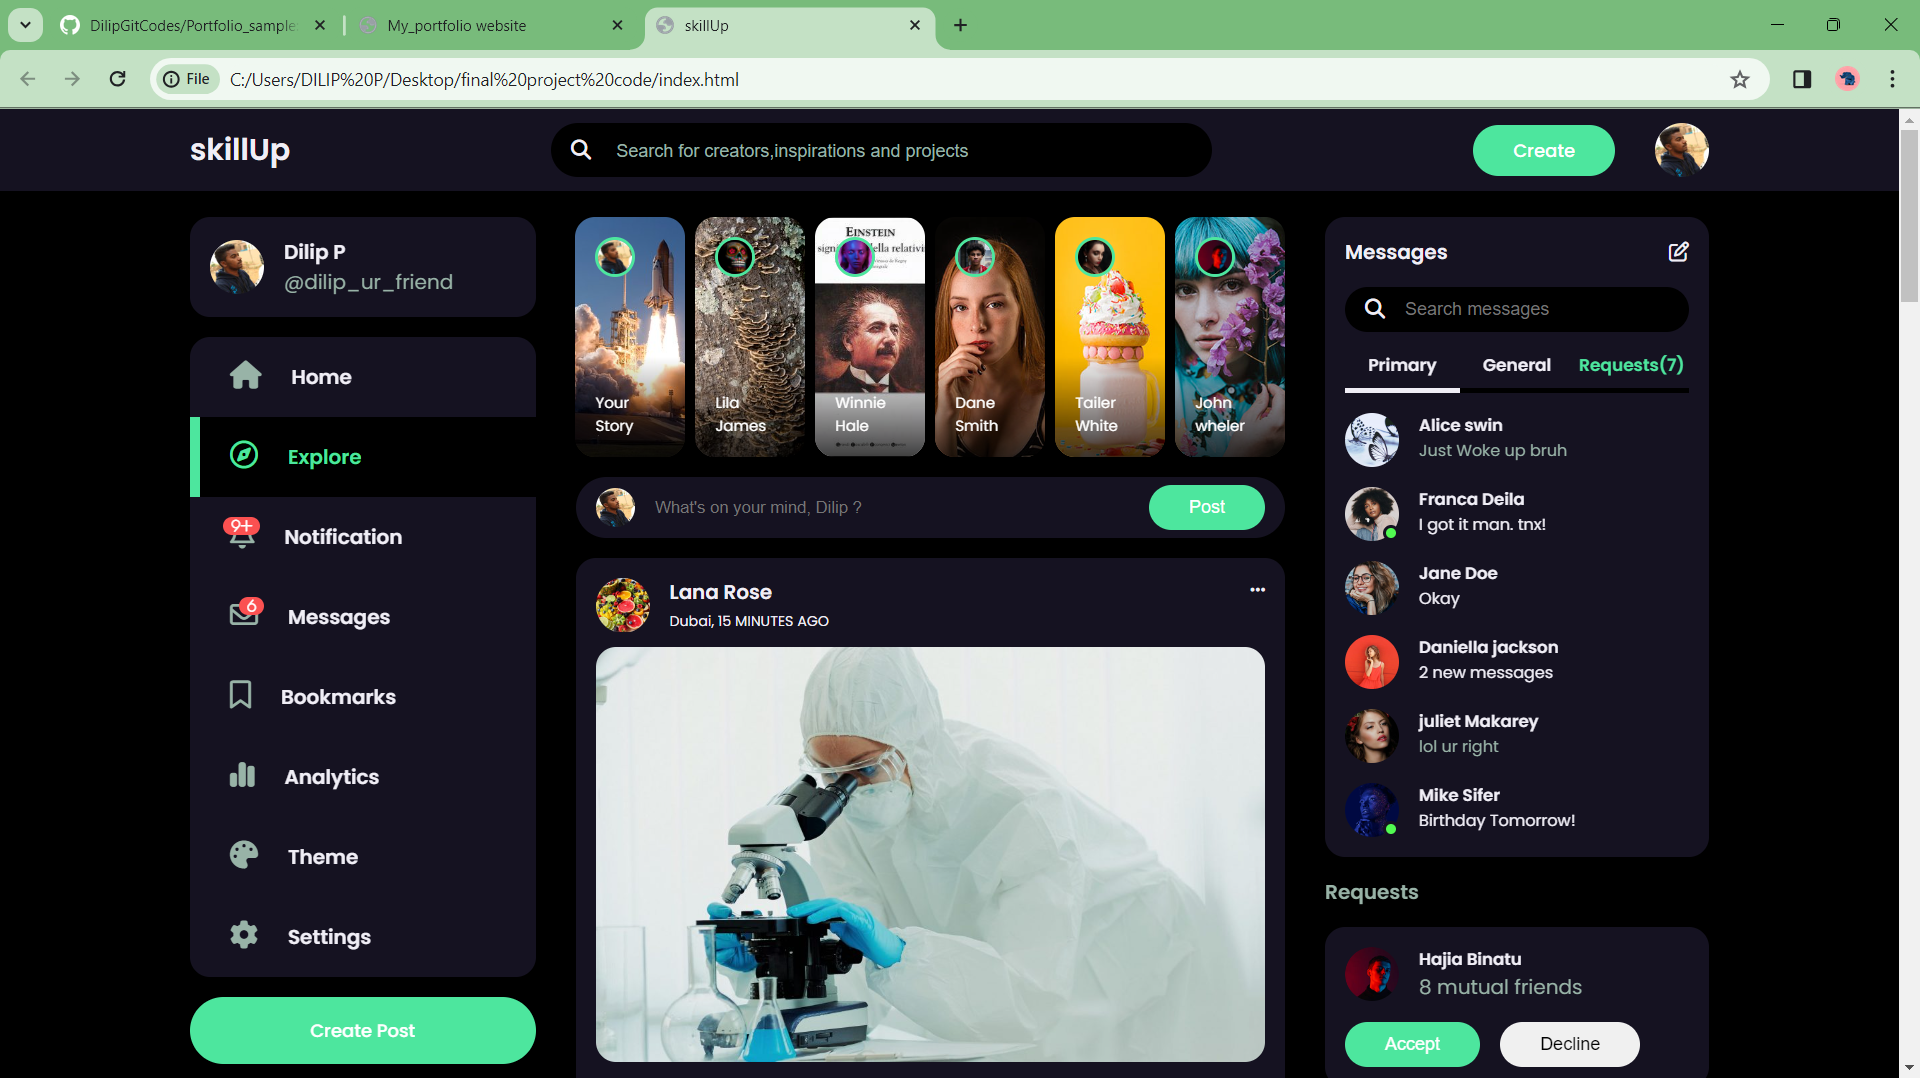 DilipGitCodes/Portfolio_sample
My_portfolio website
skillUp
File
C:/Users/DILIP%20P/Desktop/final%20project%20code/index.html
skillUp
Search for creators,inspirations and projects
Create
Dilip P
@dilip_ur_friend
Home
Explore
9+
Notification
6
Messages
Bookmarks
Analytics
Theme
Settings
Create Post
Your
Story
Lila
James
EINSTEIN
Winnie
Hale
Dane
Smith
Tailer
White
John
wheler
What's on your mind, Dilip ?
Post
Lana Rose
Dubai, 15 MINUTES AGO
Messages
Search messages
Primary
General
Requests(7)
Alice swin
Just Woke up bruh
Franca Deila
I got it man. tnx!
Jane Doe
Okay
Daniella jackson
2 new messages
juliet Makarey
lol ur right
Mike Sifer
Birthday Tomorrow!
Requests
Hajia Binatu
8 mutual friends
Accept
Decline